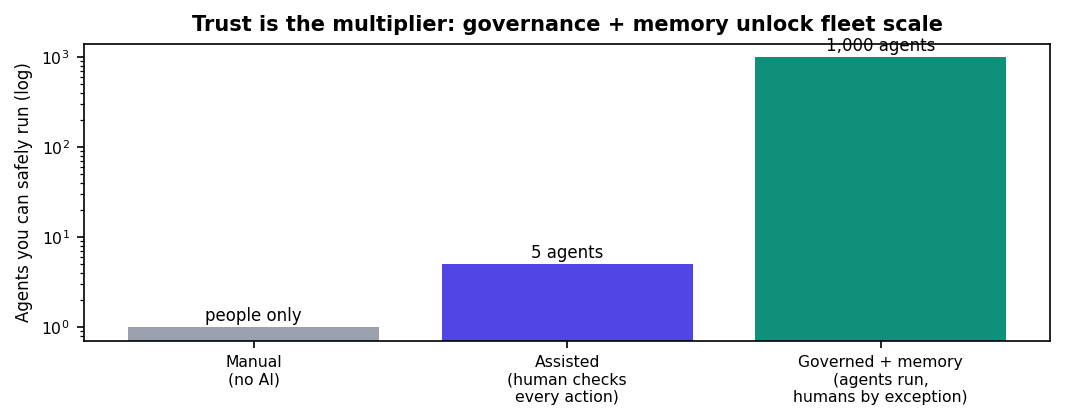 Trust is the multiplier: governance + memory unlock fleet scale
Agents you can safely run (log)
10³
10²
10¹
10⁰
people only
5 agents
1,000 agents
Manual
(no AI)
Assisted
(human checks
every action)
Governed + memory
(agents run,
humans by exception)